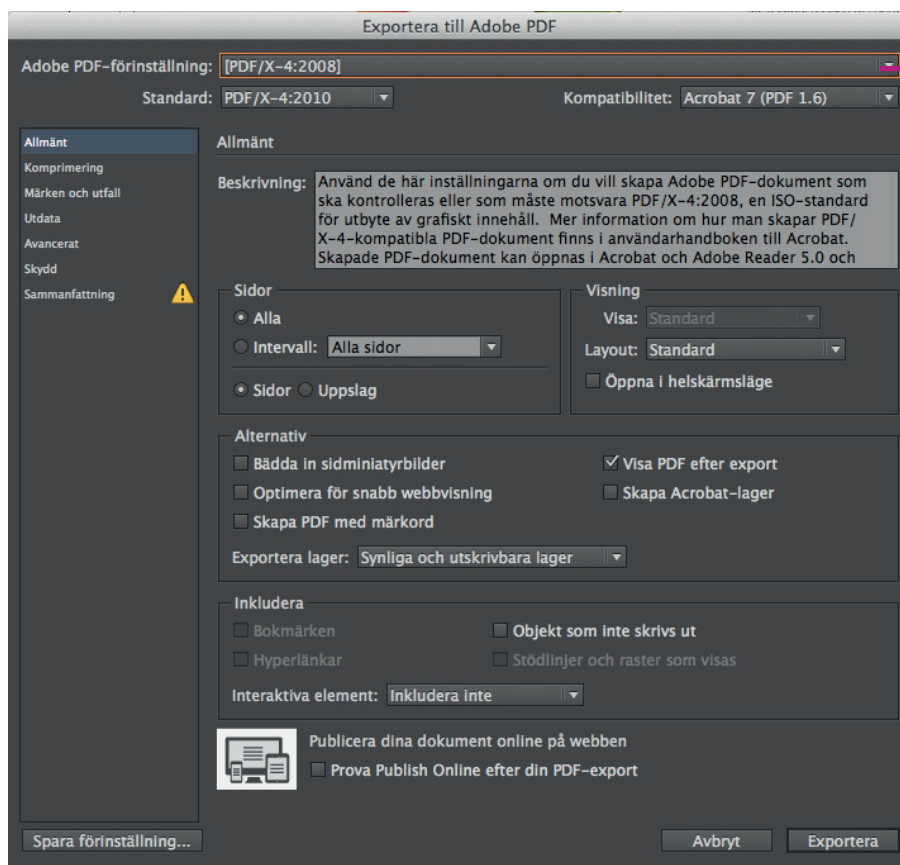 Exportera till Adobe PDF
Adobe PDF-förinställning: [PDF/X-4:2008]
Standard: PDF/X-4:2010 Kompatibilitet: Acrobat 7 (PDF 1.6)
Allmänt
Komprimering
Märken och utfall
Utdata
Avancerat
Skydd
Sammanfattning
Allmänt
Beskrivning: Använd de här inställningarna om du vill skapa Adobe PDF-dokument som
ska kontrolleras eller som måste motsvara PDF/X-4:2008, en ISO-standard
för utbyte av grafiskt innehåll. Mer information om hur man skapar PDF/
X-4-kompatibla PDF-dokument finns i användarhandboken till Acrobat.
Skapade PDF-dokument kan öppnas i Acrobat och Adobe Reader 5.0 och
Sidor
Alla
Intervall: Alla sidor
Sidor Uppslag
Visning
Visa: Standard
Layout: Standard
Öppna i helskärmsläge
Alternativ
Bädda in sidminiatyrbilder Visa PDF efter export
Optimera för snabb webbvisning Skapa Acrobat-lager
Skapa PDF med märkord
Exportera lager: Synliga och utskrivbara lager
Inkludera
Bokmärken Objekt som inte skrivs ut
Hyperlänkar Stödlinjer och raster som visas
Interaktiva element: Inkludera inte
Publicera dina dokument online på webben
Prova Publish Online efter din PDF-export
Spara förinställning... Avbryt Exportera